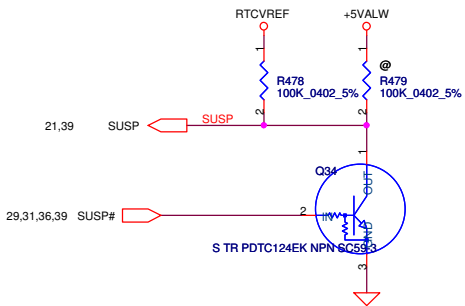 RTCVREF
+5VALW
1
1
@
R478
100K_0402_5%
R479
100K_0402_5%
2
2
21,39 SUSP
SUSP
1
Q34
OUT
29,31,36,39 SUSP#
2
IN
GND
S TR PDTC124EK NPN SC59-3
3